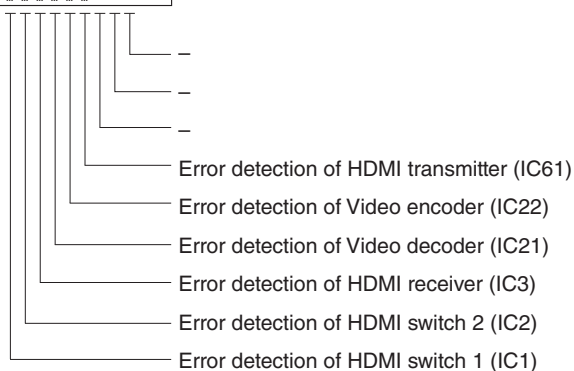 –
–
–
Error detection of HDMI transmitter (IC61)
Error detection of Video encoder (IC22)
Error detection of Video decoder (IC21)
Error detection of HDMI receiver (IC3)
Error detection of HDMI switch 2 (IC2)
Error detection of HDMI switch 1 (IC1)